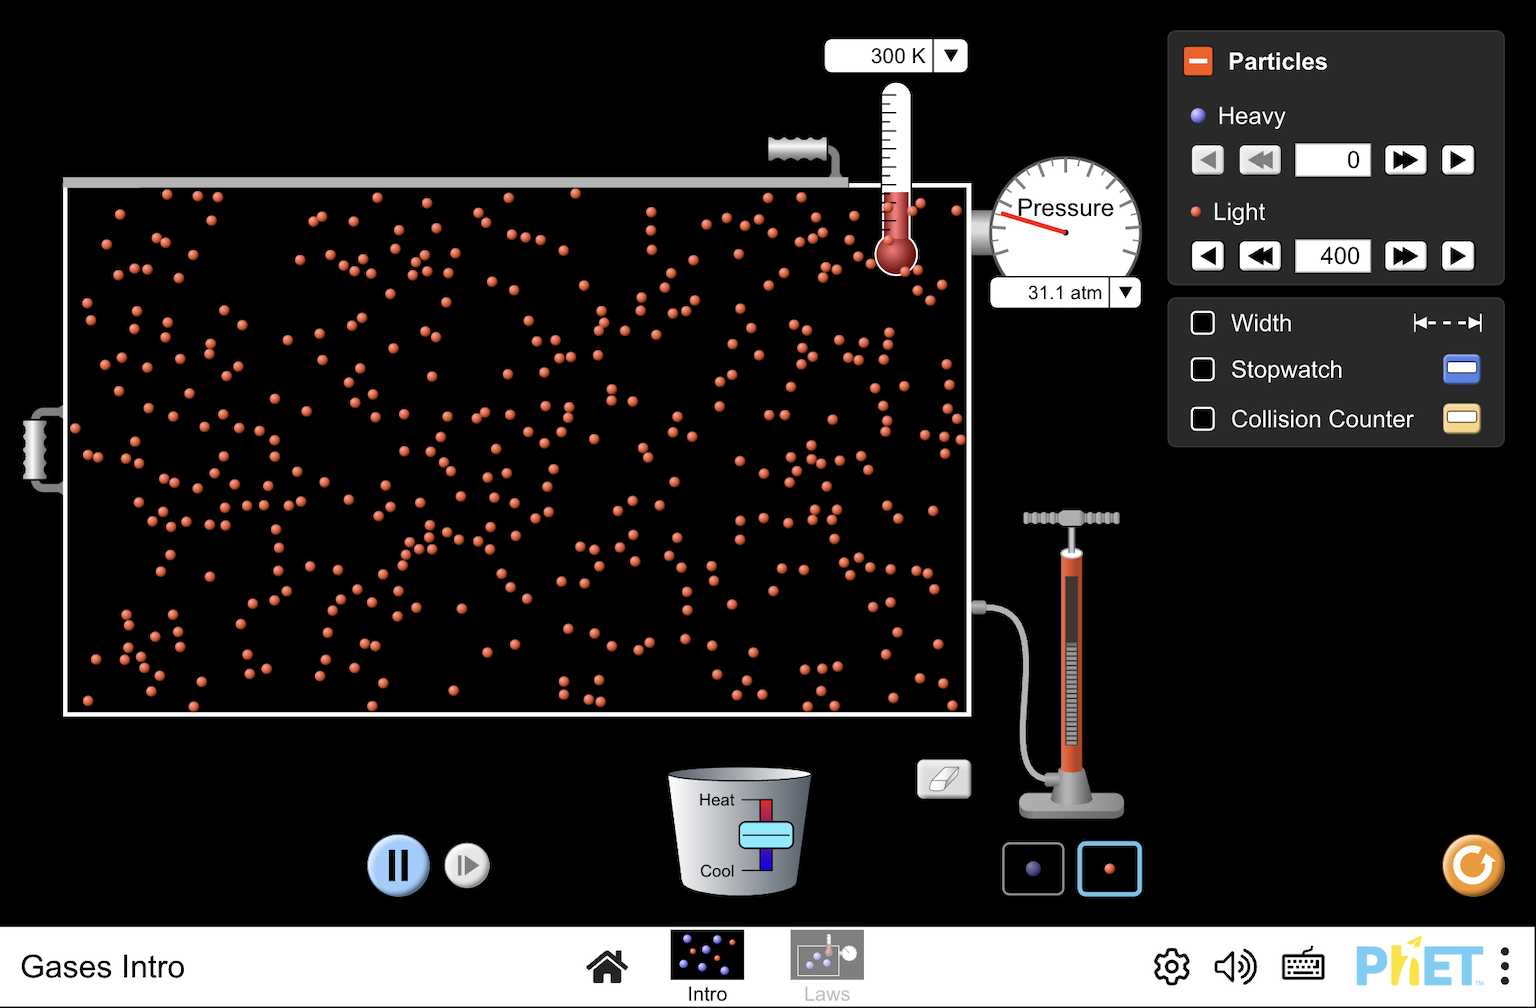 300 K
Particles
Heavy
0
Light
400
Pressure
31.1 atm
Width
Stopwatch
Collision Counter
Heat
Cool
Gases Intro
Intro
Laws
PhET™